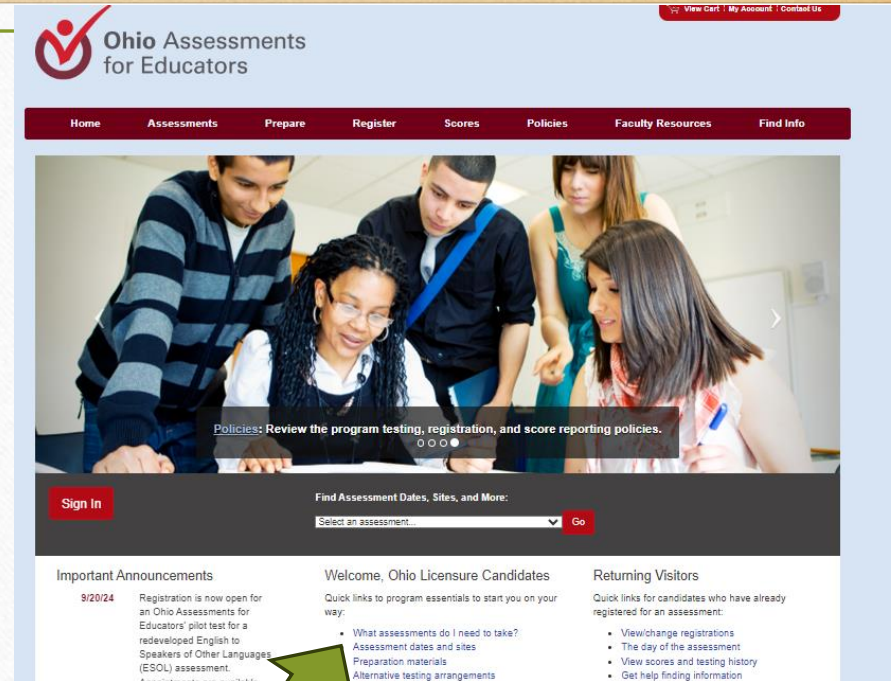 View Cart | My Account | Contact Us
Ohio Assessments
for Educators
Home Assessments Prepare Register Scores Policies Faculty Resources Find Info
Policies: Review the program testing, registration, and score reporting policies.
Sign In
Find Assessment Dates, Sites, and More:
Select an assessment...
Go
Important Announcements
9/20/24 Registration is now open for
an Ohio Assessments for
Educators' pilot test for a
redeveloped English to
Speakers of Other Languages
(ESOL) assessment.
Appointments are available
Welcome, Ohio Licensure Candidates
Quick links to program essentials to start you on your
way:
What assessments do I need to take?
Assessment dates and sites
Preparation materials
Alternative testing arrangements
Returning Visitors
Quick links for candidates who have already
registered for an assessment:
View/change registrations
The day of the assessment
View scores and testing history
Get help finding information